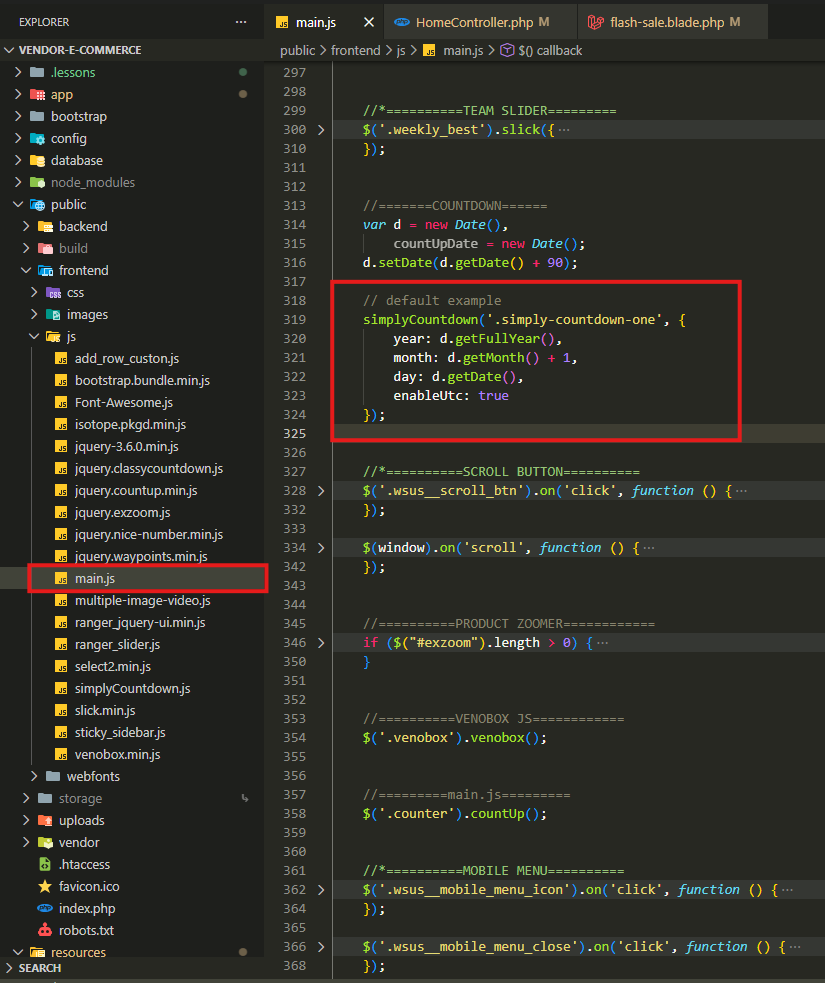 EXPLORER
VENDOR-E-COMMERCE
.lessons
app
bootstrap
config
database
node_modules
public
backend
build
frontend
css
images
js
add_row_custon.js
bootstrap.bundle.min.js
Font-Awesome.js
isotope.pkgd.min.js
jquery-3.6.0.min.js
jquery.classycountdown.js
jquery.countup.min.js
jquery.exzoom.js
jquery.nice-number.min.js
jquery.waypoints.min.js
main.js
multiple-image-video.js
ranger_jquery-ui.min.js
ranger_slider.js
select2.min.js
simplyCountdown.js
slick.min.js
sticky_sidebar.js
venobox.min.js
webfonts
storage
uploads
vendor
.htaccess
favicon.ico
index.php
robots.txt
resources
SEARCH
main.js HomeController.php M flash-sale.blade.php M
public > frontend > js > main.js > $() callback
297
298
299 //*==========TEAM SLIDER=========
300 $('.weekly_best').slick({ ...
310 });
311
312
313 //=======COUNTDOWN======
314 var d = new Date(),
315 countUpDate = new Date();
316 d.setDate(d.getDate() + 90);
317
318 // default example
319 simplyCountdown('.simply-countdown-one', {
320 year: d.getFullYear(),
321 month: d.getMonth() + 1,
322 day: d.getDate(),
323 enableUtc: true
324 });
325
326
327 //*==========SCROLL BUTTON==========
328 $('.wsus__scroll_btn').on('click', function () { ...
332 });
333
334 $(window).on('scroll', function () { ...
342 });
343
344
345 //==========PRODUCT ZOOMER============
346 if ($("#exzoom").length > 0) { ...
350 }
351
352
353 //==========VENOBOX JS============
354 $('.venobox').venobox();
355
356
357 //=========main.js=========
358 $('.counter').countUp();
359
360
361 //*==========MOBILE MENU==========
362 $('.wsus__mobile_menu_icon').on('click', function () { ...
364 });
365
366 $('.wsus__mobile_menu_close').on('click', function () { ...
368 });